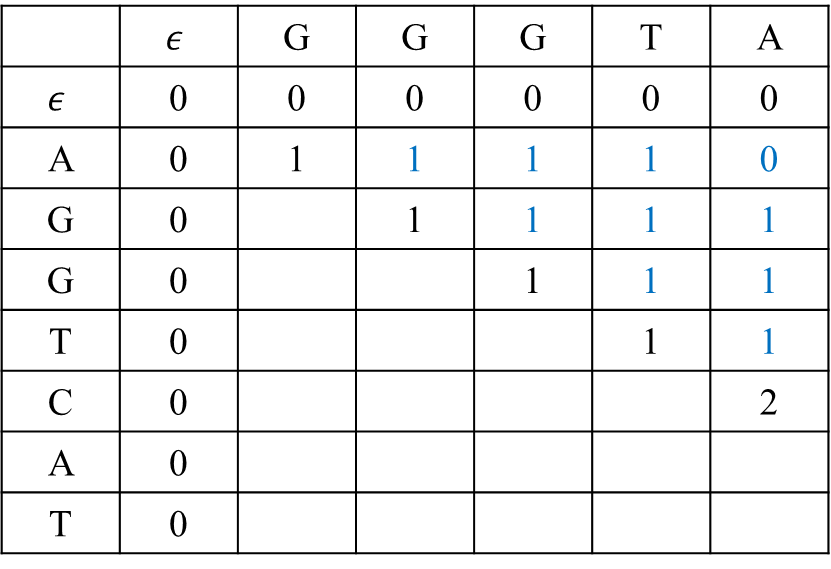 ϵ G G G T A
ϵ 0 0 0 0 0 0
A 0 1 1 1 1 0
G 0 1 1 1 1
G 0 1 1 1
T 0 1 1
C 0 2
A 0
T 0